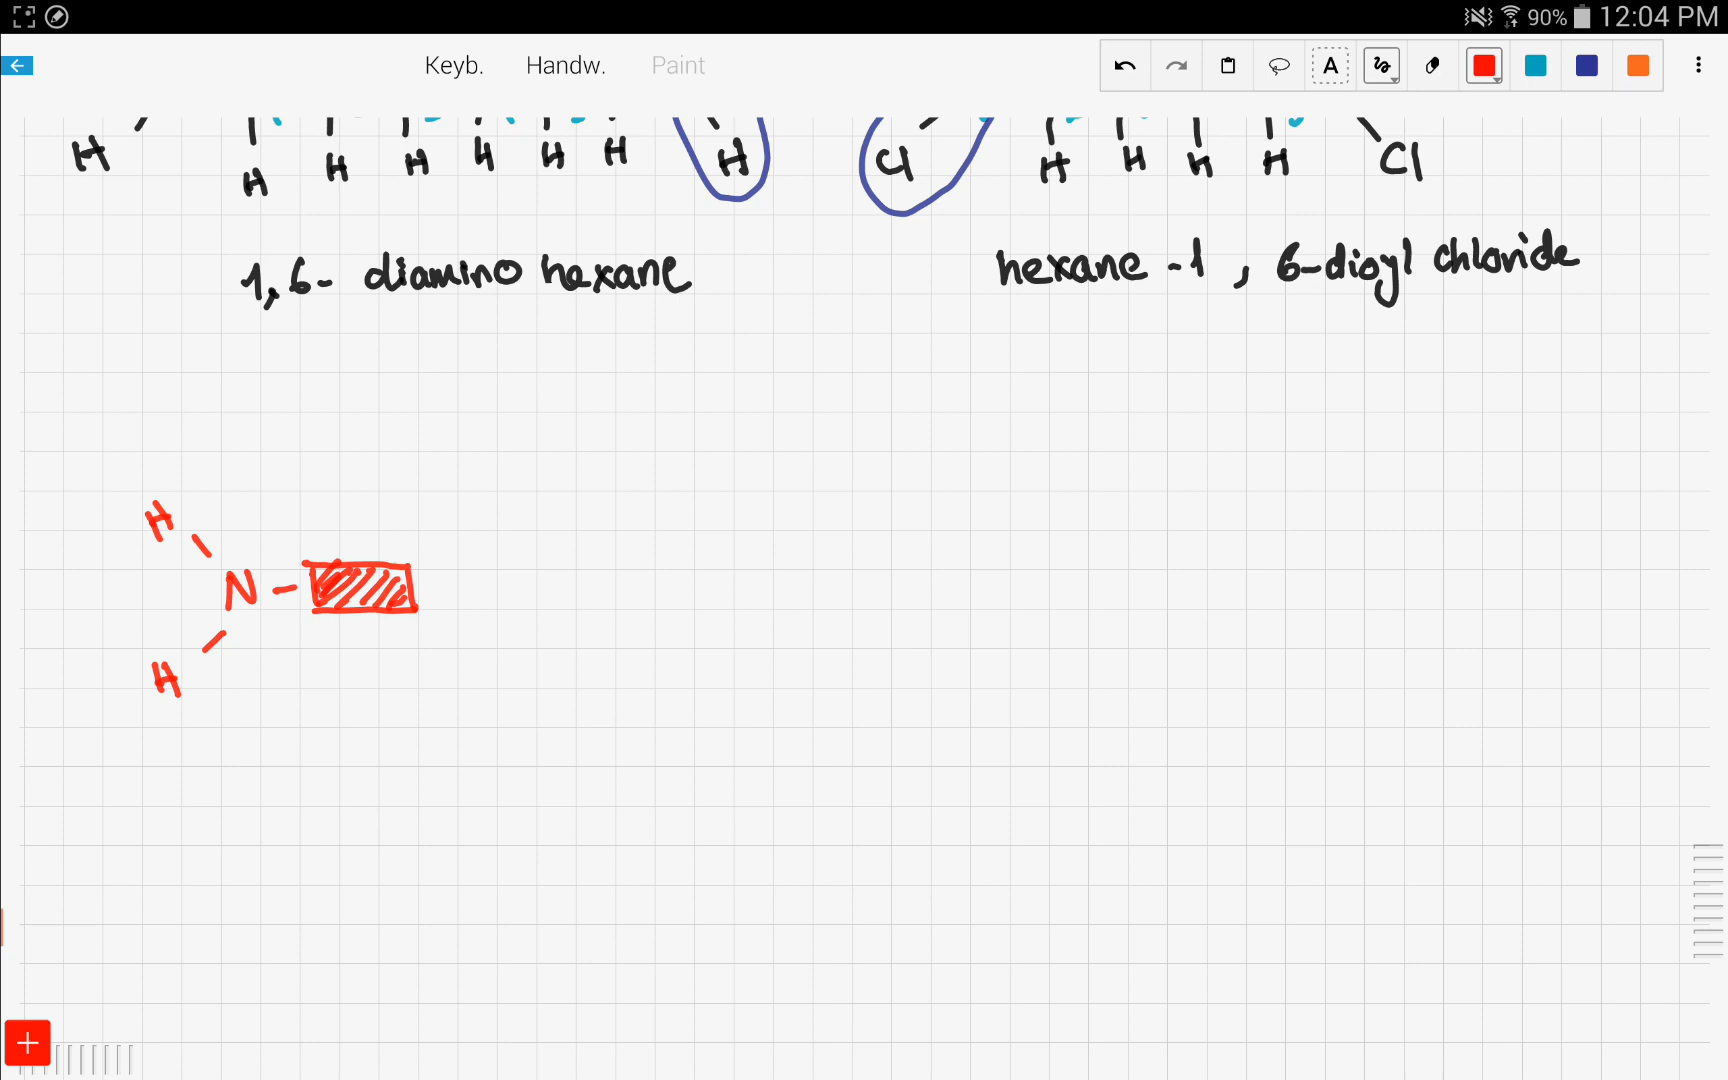 90% 12:04 PM
Keyb. Handw. Paint A
H H H H H H H H Cl H H H H Cl
1,6- diamino hexane hexane -1, 6-dioyl chloride
H
N
H